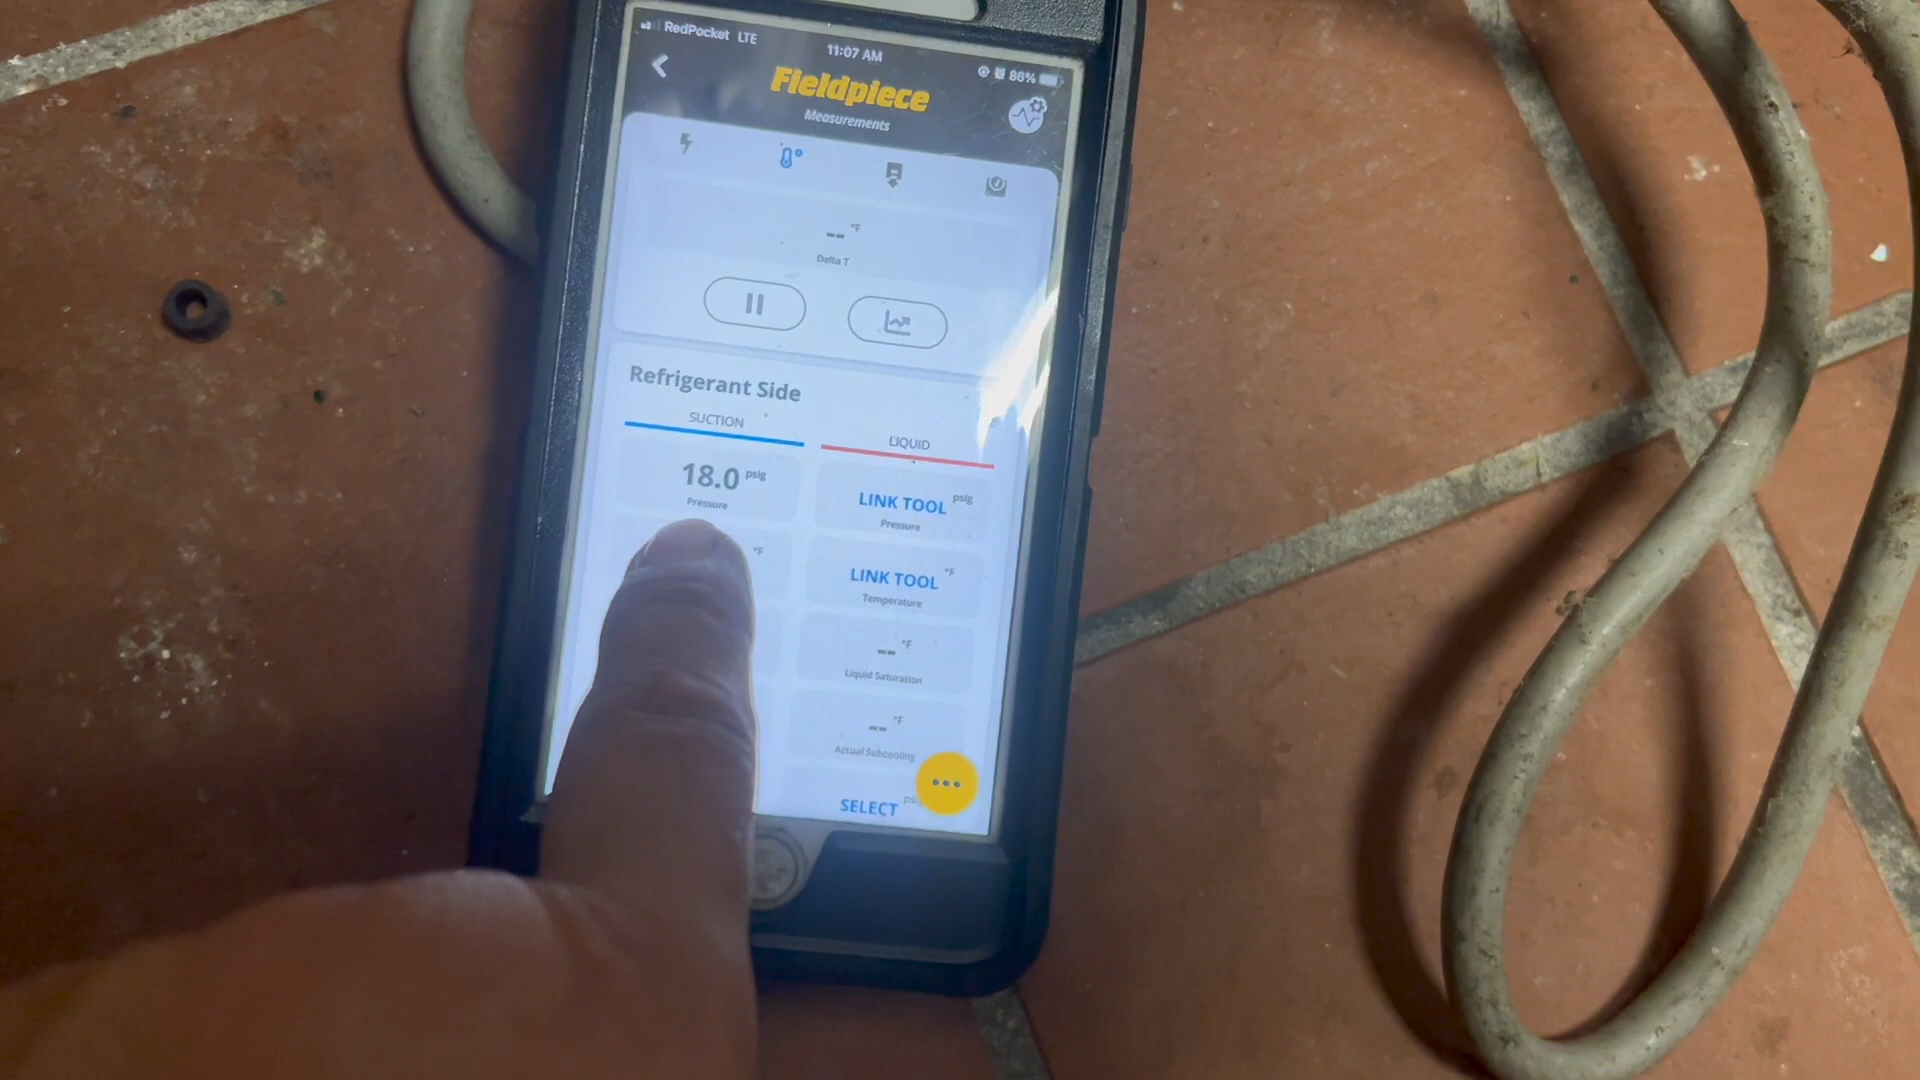 RedPocket LTE
11:07 AM
86%
Fieldpiece
Measurements
-- °F
Delta T
Refrigerant Side
SUCTION
LIQUID
18.0 psig
Pressure
LINK TOOL psig
Pressure
°F
LINK TOOL °F
Temperature
-- °F
Liquid Saturation
-- °F
Actual Subcooling
SELECT